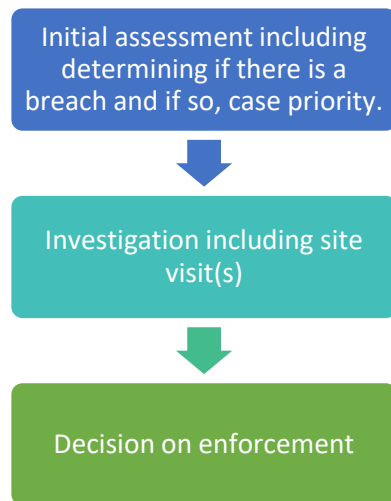 Initial assessment including
determining if there is a
breach and if so, case priority.
Investigation including site
visit(s)
Decision on enforcement